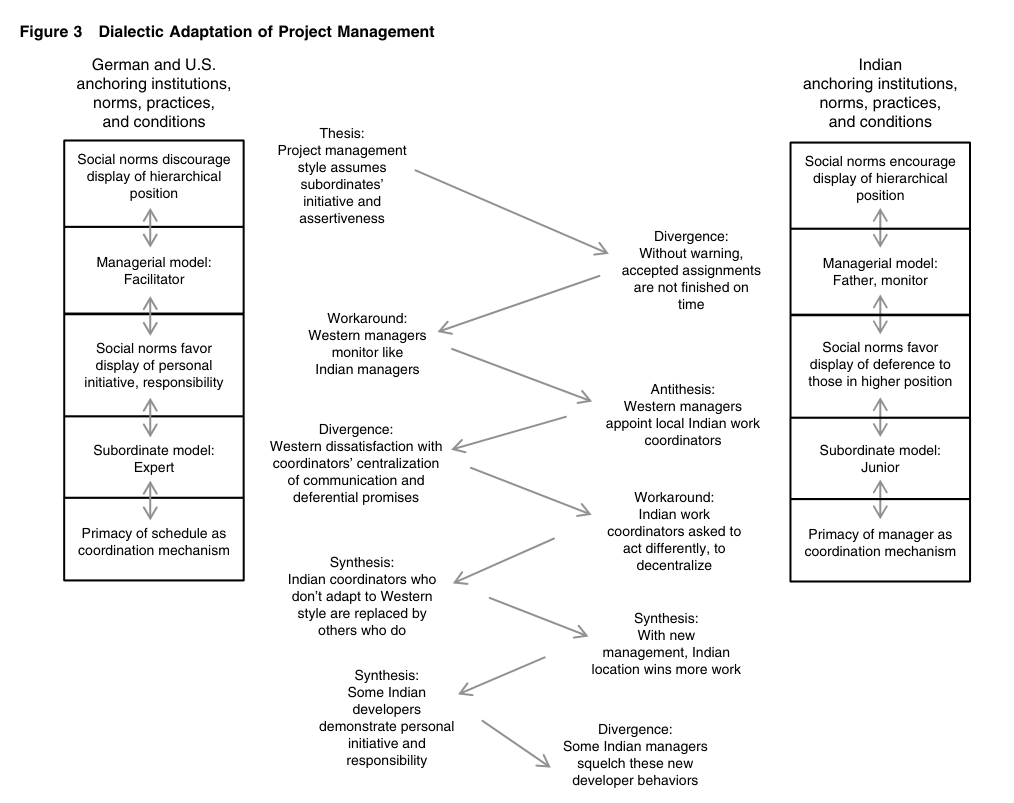 Figure 3 Dialectic Adaptation of Project Management
German and U.S.
anchoring institutions,
norms, practices,
and conditions
Social norms discourage
display of hierarchical
position
Managerial model:
Facilitator
Social norms favor
display of personal
initiative, responsibility
Subordinate model:
Expert
Primacy of schedule as
coordination mechanism
Thesis:
Project management
style assumes
subordinates'
initiative and
assertiveness
Divergence:
Without warning,
accepted assignments
are not finished on
time
Workaround:
Western managers
monitor like
Indian managers
Antithesis:
Western managers
appoint local Indian work
coordinators
Divergence:
Western dissatisfaction with
coordinators' centralization
of communication and
deferential promises
Workaround:
Indian work
coordinators asked to
act differently, to
decentralize
Synthesis:
Indian coordinators who
don't adapt to Western
style are replaced by
others who do
Synthesis:
With new
management, Indian
location wins more work
Synthesis:
Some Indian
developers
demonstrate personal
initiative and
responsibility
Divergence:
Some Indian managers
squelch these new
developer behaviors
Indian
anchoring institutions,
norms, practices,
and conditions
Social norms encourage
display of hierarchical
position
Managerial model:
Father, monitor
Social norms favor
display of deference to
those in higher position
Subordinate model:
Junior
Primacy of manager as
coordination mechanism